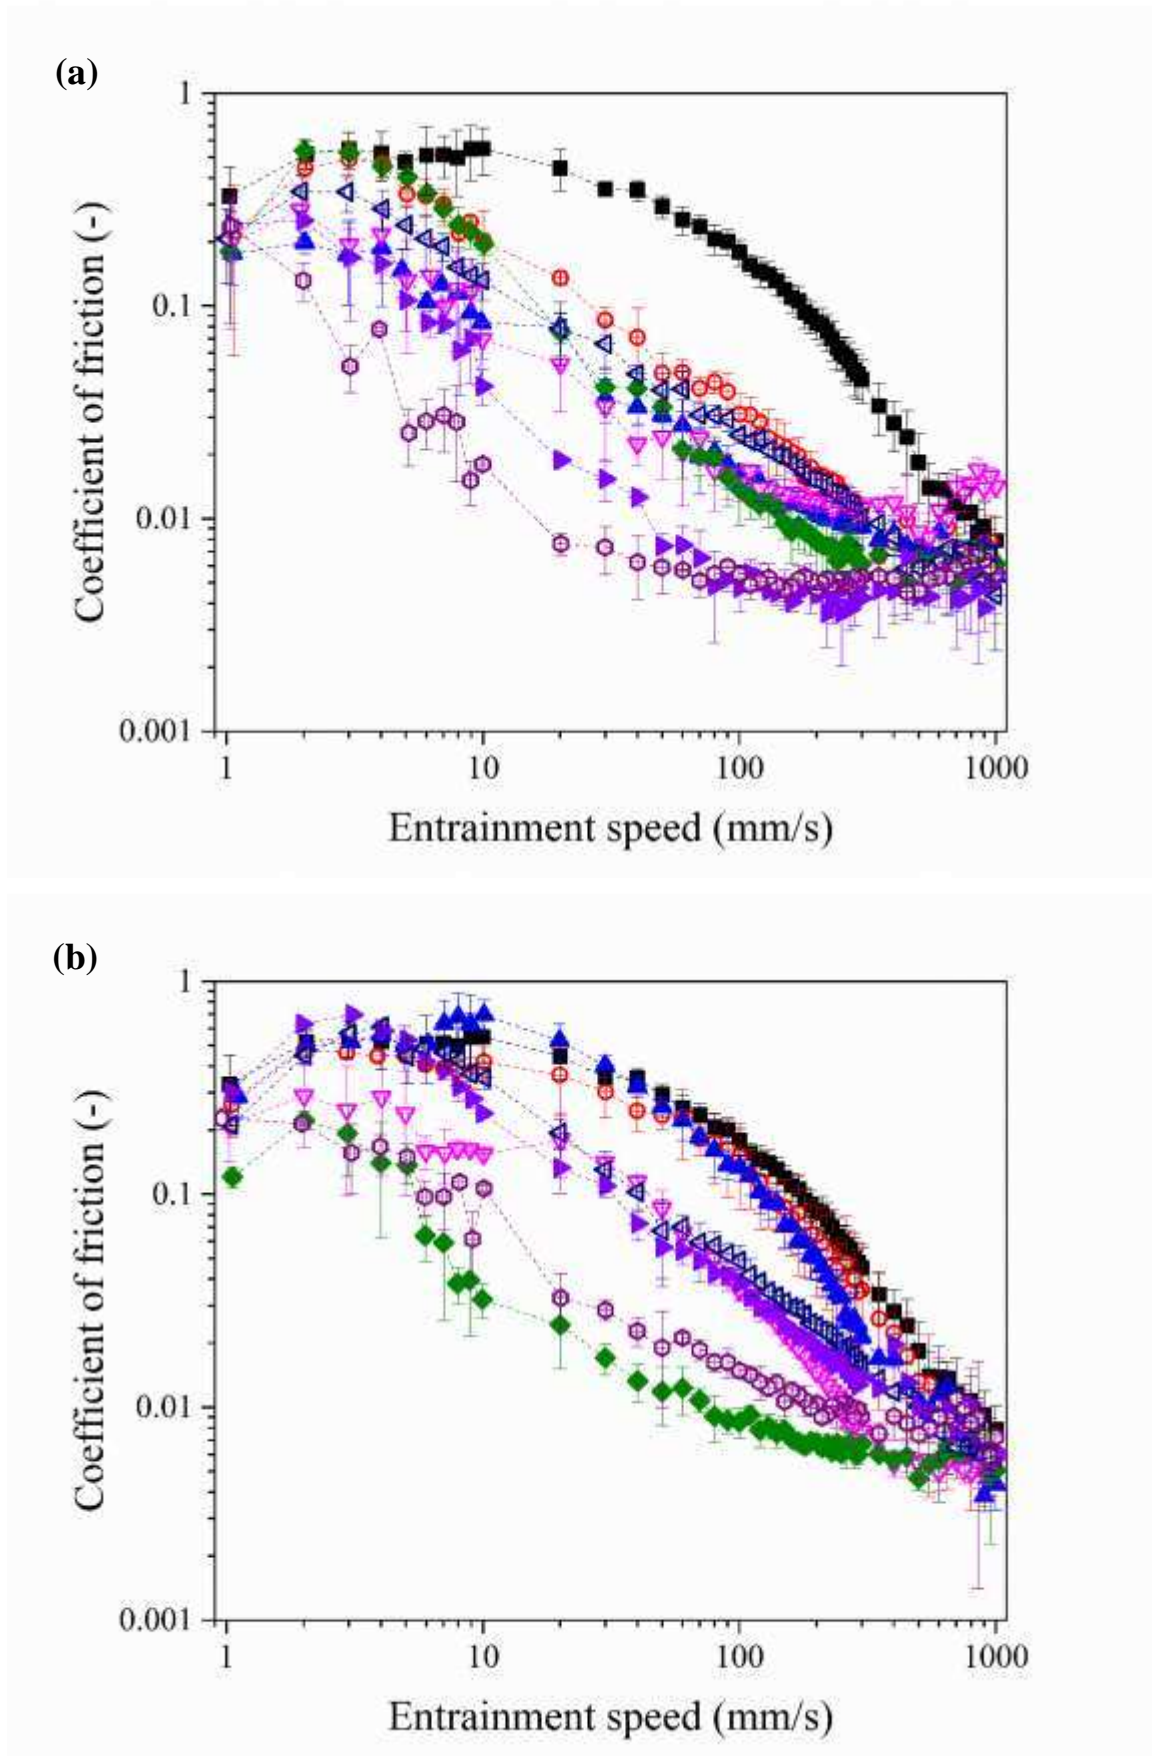 (a)
1
0.1
0.01
0.001
Coefficient of friction (-)
1 10 100 1000
Entrainment speed (mm/s)
(b)
1
0.1
0.01
0.001
Coefficient of friction (-)
1 10 100 1000
Entrainment speed (mm/s)